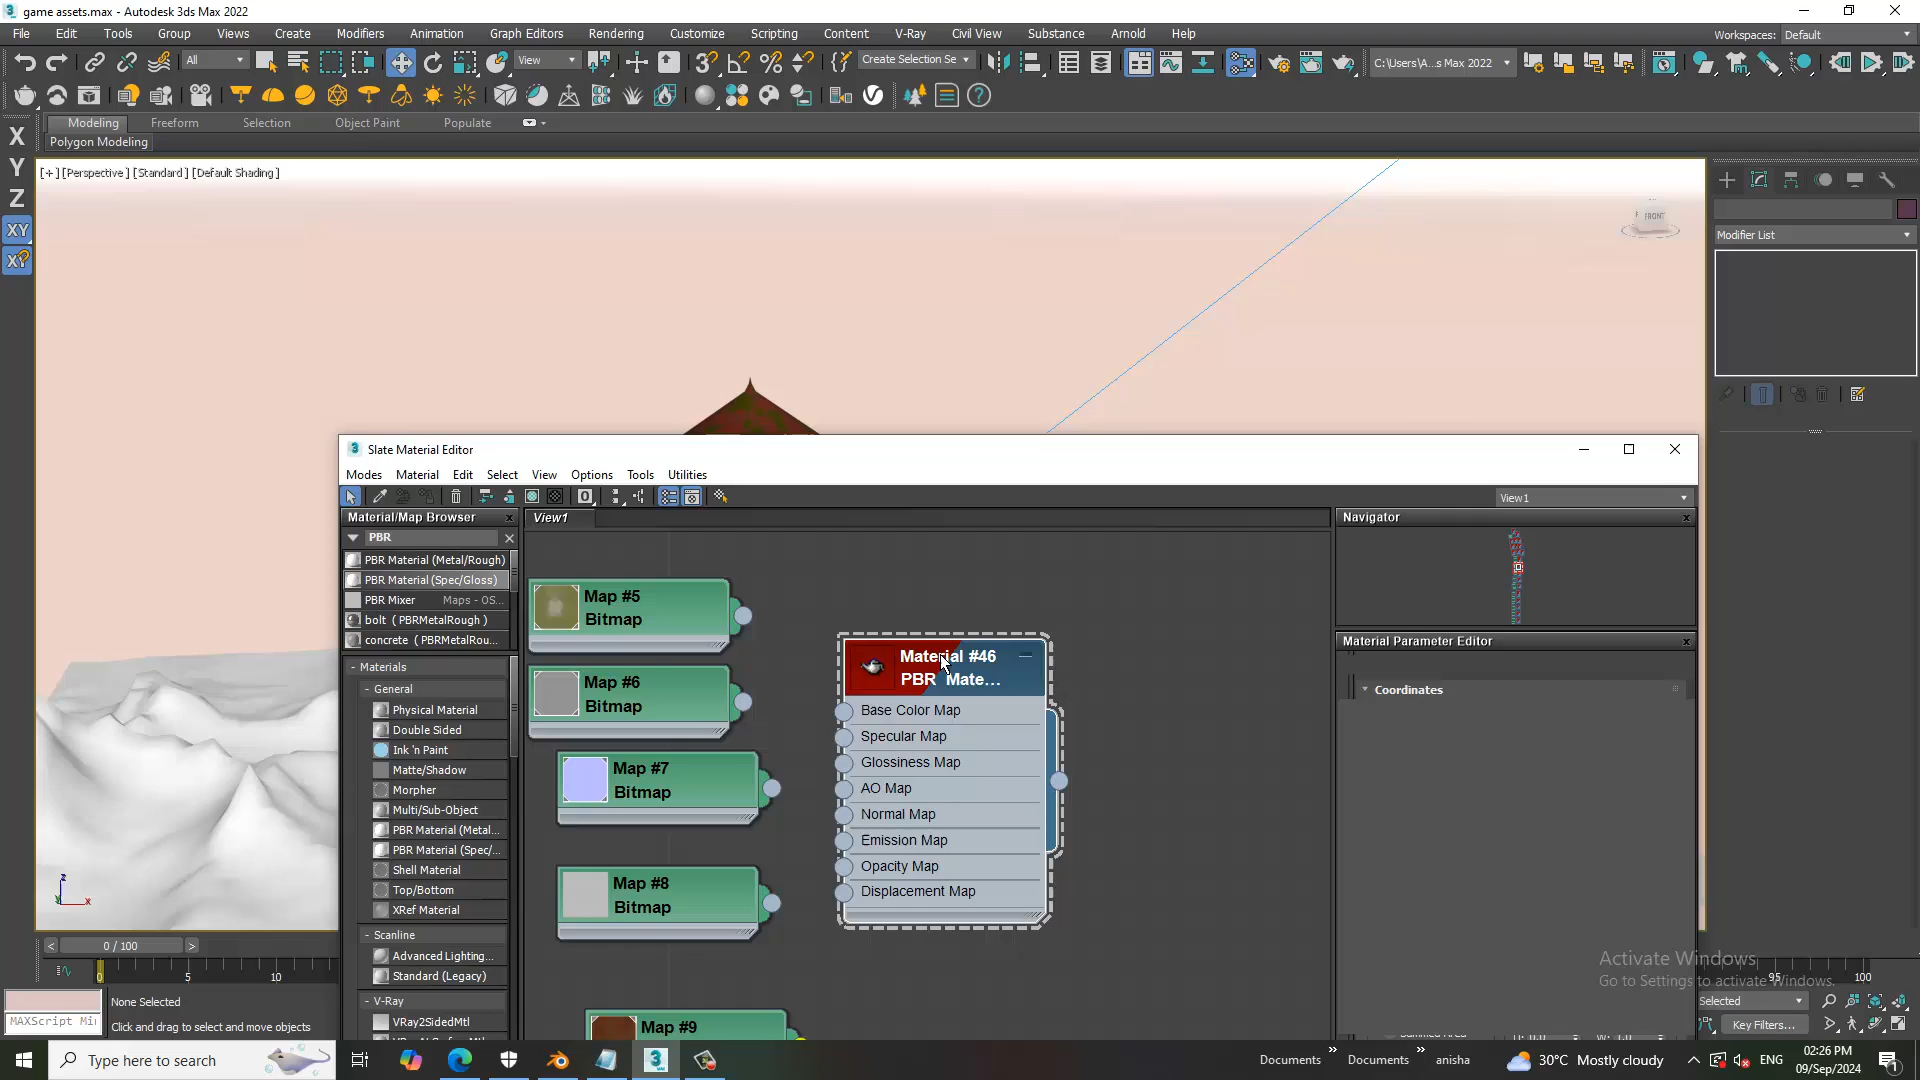 game assets.max - Autodesk 3ds Max 2022
File Edit Tools Group Views Create Modifiers Animation Graph Editors Rendering Customize Scripting Content V-Ray Civil View Substance Arnold Help
Workspaces: Default
All View Create Selection Se C:\Users\A...s Max 2022
Modeling Freeform Selection Object Paint Populate
Polygon Modeling
X
Y
Z
XY
[+] [Perspective ] [Standard ] [Default Shading ]
FRONT
Modifier List
Slate Material Editor
Modes Material Edit Select View Options Tools Utilities
View1
Material/Map Browser
View1
Navigator
PBR
PBR Material (Metal/Rough)
PBR Material (Spec/Gloss)
PBR Mixer Maps - OS...
bolt ( PBRMetalRough )
concrete ( PBRMetalRou...
- Materials
- General
Physical Material
Double Sided
Ink 'n Paint
Matte/Shadow
Morpher
Multi/Sub-Object
PBR Material (Metal...
PBR Material (Spec/...
Shell Material
Top/Bottom
XRef Material
- Scanline
Advanced Lighting...
Standard (Legacy)
- V-Ray
VRay2SidedMtl
Map #5
Bitmap
Map #6
Bitmap
Map #7
Bitmap
Map #8
Bitmap
Map #9
Material #46
PBR Mate...
Base Color Map
Specular Map
Glossiness Map
AO Map
Normal Map
Emission Map
Opacity Map
Displacement Map
Material Parameter Editor
Coordinates
Activate Windows
Go to Settings to activate Windows.
z
x
0 / 100
0 5 10 95 100
None Selected
Click and drag to select and move objects
MAXScript Mi
Selected
Key Filters...
Type here to search
Documents Documents anisha
30°C Mostly cloudy
ENG
02:26 PM
09/Sep/2024
1